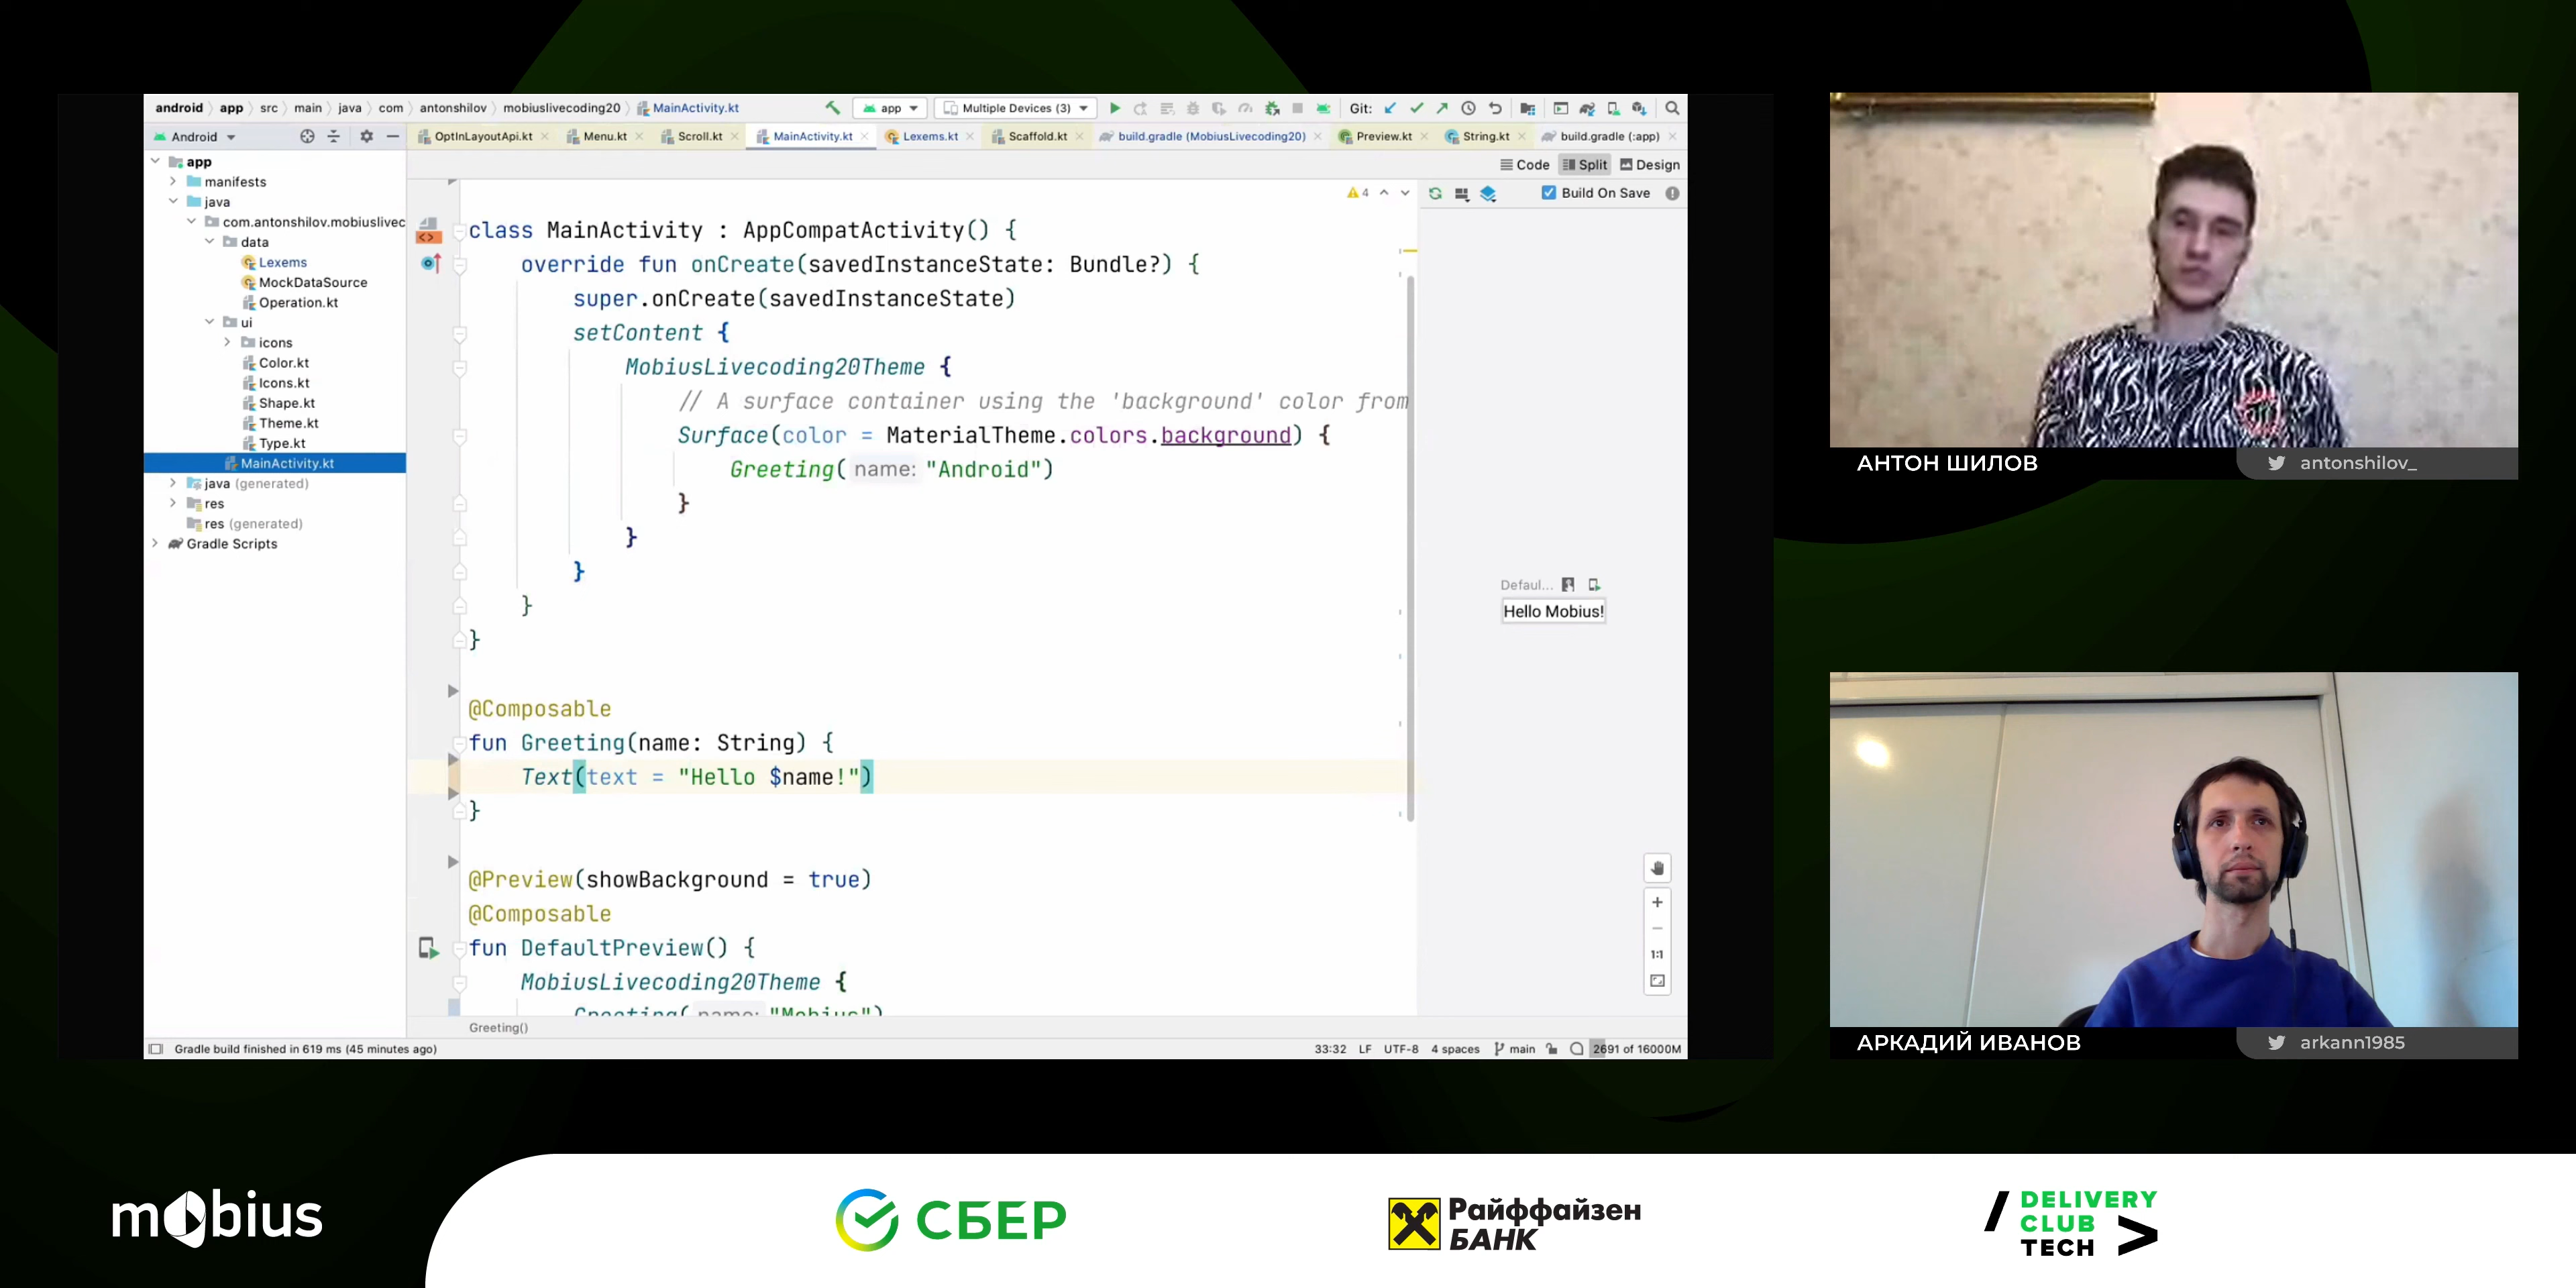 android app src main java com antonshilov mobiuslivecoding20 MainActivity.kt
app Multiple Devices (3) Git:
Android
OptInLayoutApi.kt Menu.kt Scroll.kt MainActivity.kt Lexems.kt Scaffold.kt build.gradle (MobiusLivecoding20) Preview.kt String.kt build.gradle (:app)
Code Split Design
4
Build On Save
app
manifests
java
com.antonshilov.mobiuslivec
data
Lexems
MockDataSource
Operation.kt
ui
icons
Color.kt
Icons.kt
Shape.kt
Theme.kt
Type.kt
MainActivity.kt
java (generated)
res
res (generated)
Gradle Scripts
class MainActivity : AppCompatActivity() {
override fun onCreate(savedInstanceState: Bundle?) {
super.onCreate(savedInstanceState)
setContent {
MobiusLivecoding20Theme {
// A surface container using the 'background' color from
Surface(color = MaterialTheme.colors.background) {
Greeting( name: "Android")
}
}
}
}
}
@Composable
fun Greeting(name: String) {
Text(text = "Hello $name!")
}
@Preview(showBackground = true)
@Composable
fun DefaultPreview() {
MobiusLivecoding20Theme {
Greeting( name: "Mobius")
Greeting()
Defaul...
Hello Mobius!
1:1
Gradle build finished in 619 ms (45 minutes ago)
33:32 LF UTF-8 4 spaces main 2691 of 16000M
АНТОН ШИЛОВ
antonshilov_
АРКАДИЙ ИВАНОВ
arkann1985
mobius
СБЕР
Райффайзен
БАНК
DELIVERY
CLUB
TECH